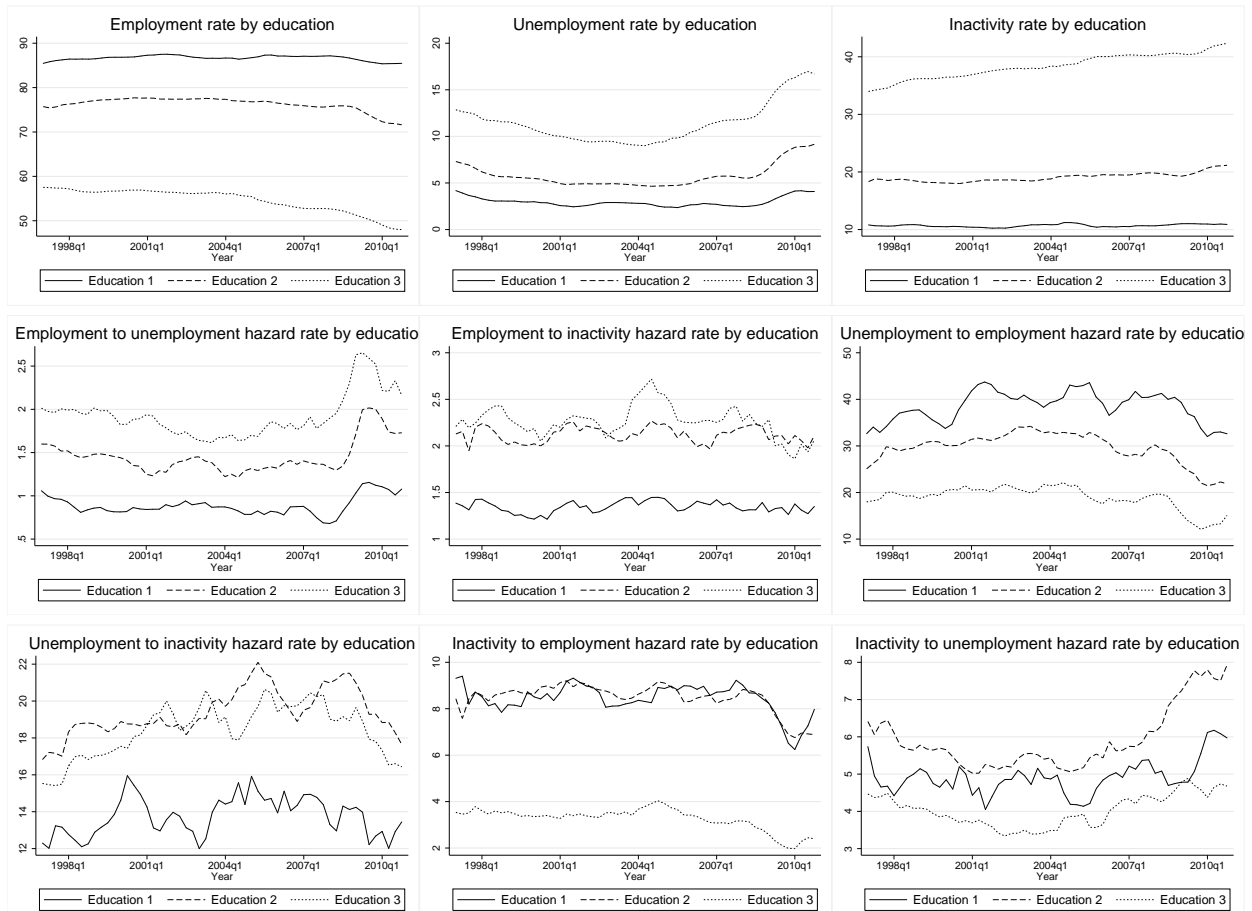 Employment rate by education
90
80
70
60
50
1998q1 2001q1 2004q1 2007q1 2010q1
Year
Education 1 Education 2 Education 3
Unemployment rate by education
20
15
10
5
0
1998q1 2001q1 2004q1 2007q1 2010q1
Year
Education 1 Education 2 Education 3
Inactivity rate by education
40
30
20
10
1998q1 2001q1 2004q1 2007q1 2010q1
Year
Education 1 Education 2 Education 3
Employment to unemployment hazard rate by educatio
2.5
2
1.5
1
.5
1998q1 2001q1 2004q1 2007q1 2010q1
Year
Education 1 Education 2 Education 3
Employment to inactivity hazard rate by education
3
2.5
2
1.5
1
1998q1 2001q1 2004q1 2007q1 2010q1
Year
Education 1 Education 2 Education 3
Unemployment to employment hazard rate by educatio
50
40
30
20
10
1998q1 2001q1 2004q1 2007q1 2010q1
Year
Education 1 Education 2 Education 3
Unemployment to inactivity hazard rate by education
22
20
18
16
14
12
1998q1 2001q1 2004q1 2007q1 2010q1
Year
Education 1 Education 2 Education 3
Inactivity to employment hazard rate by education
10
8
6
4
2
1998q1 2001q1 2004q1 2007q1 2010q1
Year
Education 1 Education 2 Education 3
Inactivity to unemployment hazard rate by education
8
7
6
5
4
3
1998q1 2001q1 2004q1 2007q1 2010q1
Year
Education 1 Education 2 Education 3